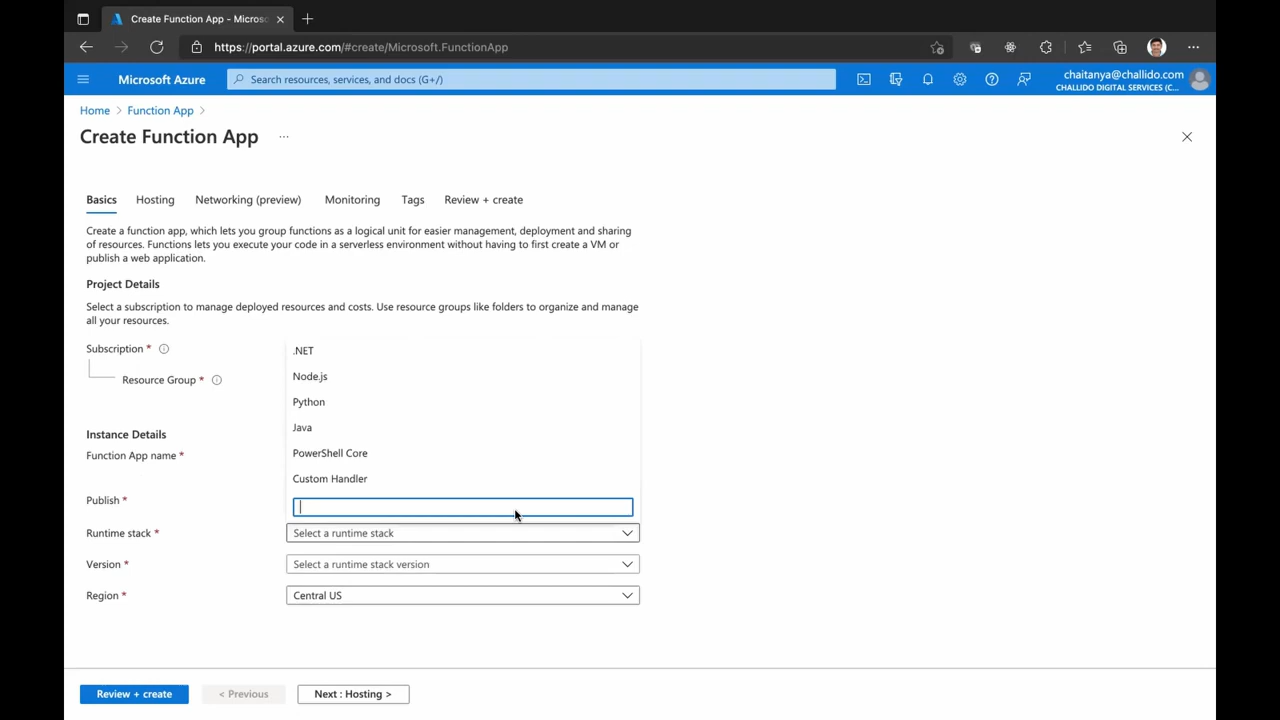 Create Function App - Micros
https://portal.azure.com/#create/Microsoft.FunctionApp
Microsoft Azure
Search resources, services, and docs (G+/)
chaitanya@challido.com
CHALLIDO DIGITAL SERVICES (C...
Home > Function App >
Create Function App ...
Basics Hosting Networking (preview) Monitoring Tags Review + create
Create a function app, which lets you group functions as a logical unit for easier management, deployment and sharing
of resources. Functions lets you execute your code in a serverless environment without having to first create a VM or
publish a web application.
Project Details
Select a subscription to manage deployed resources and costs. Use resource groups like folders to organize and manage
all your resources.
Subscription *
Resource Group *
.NET
Node.js
Python
Java
PowerShell Core
Custom Handler
Instance Details
Function App name *
Publish *
Runtime stack * Select a runtime stack
Version * Select a runtime stack version
Region * Central US
Review + create < Previous Next : Hosting >